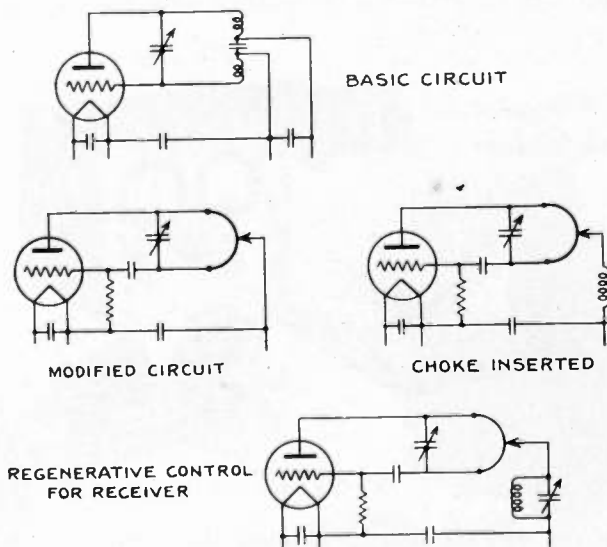 BASIC CIRCUIT
MODIFIED CIRCUIT
CHOKE INSERTED
REGENERATIVE CONTROL
FOR RECEIVER